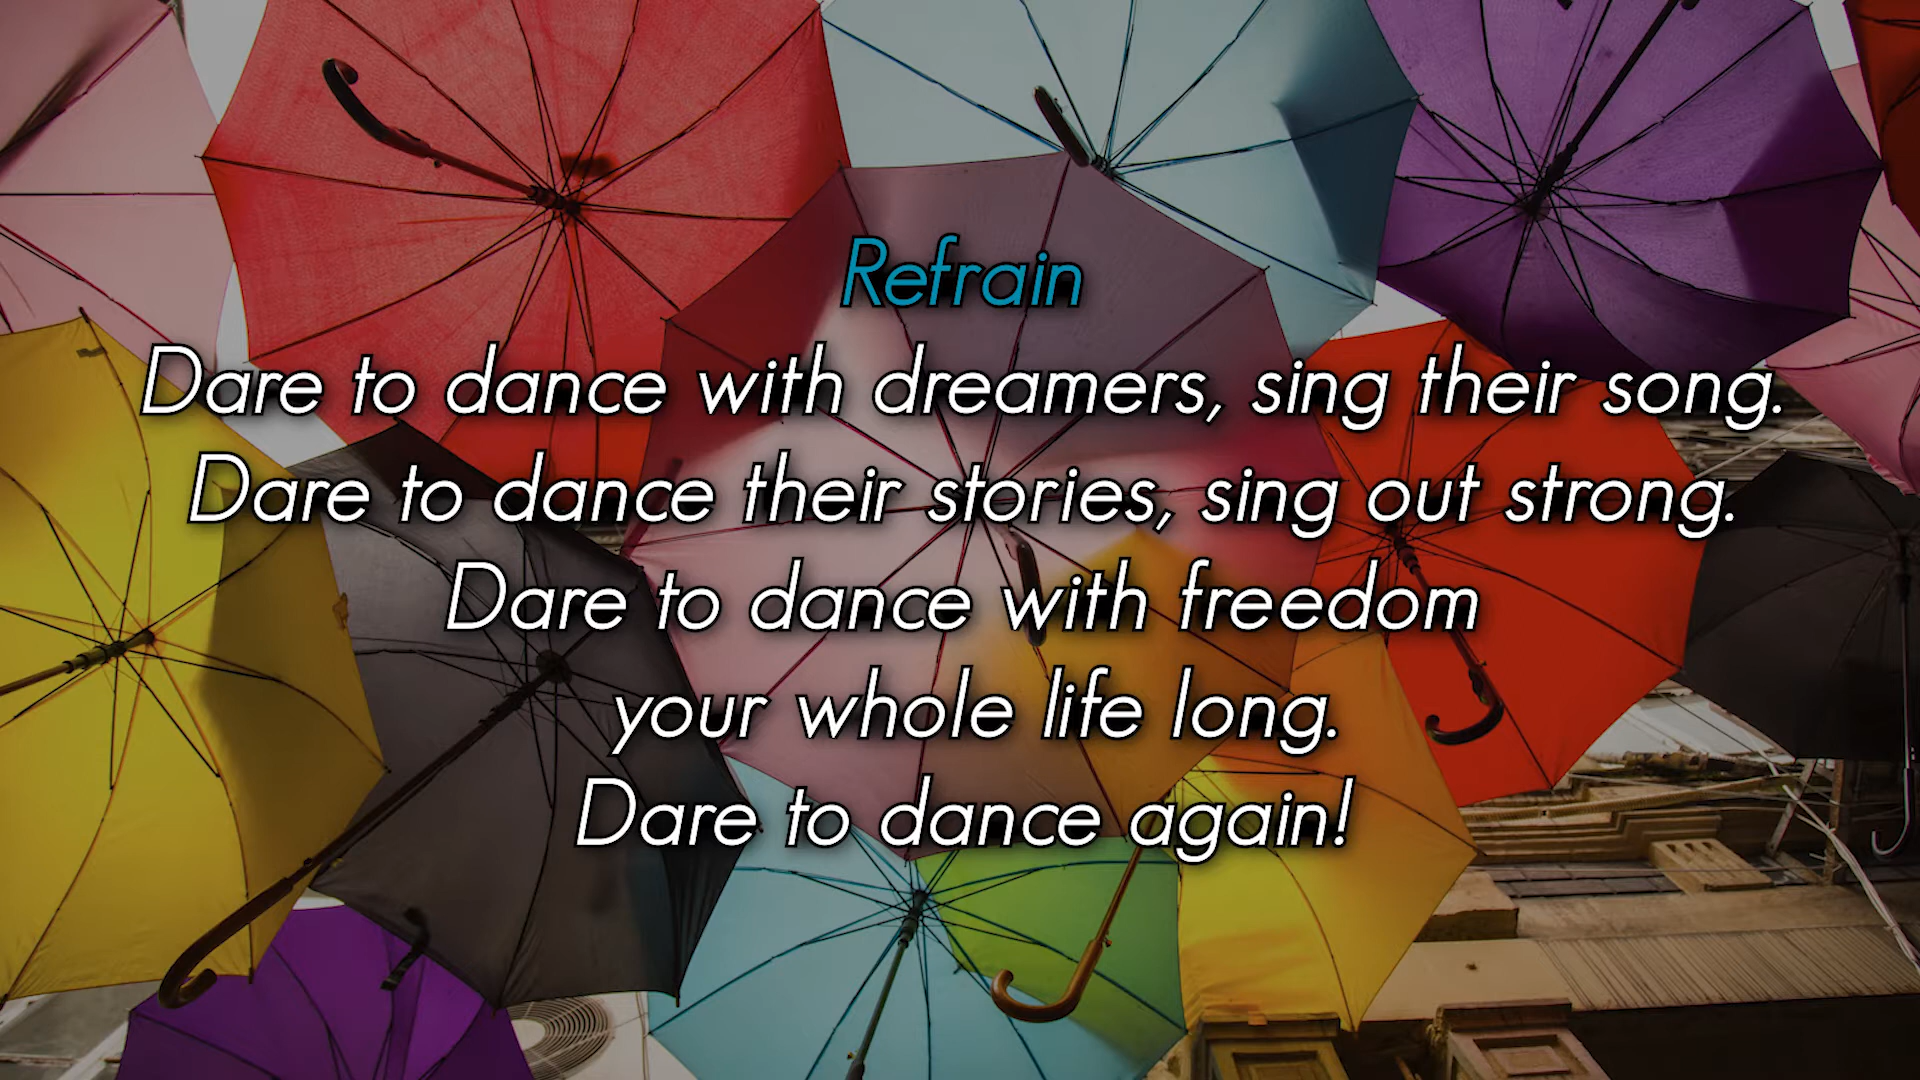 Refrain
Dare to dance with dreamers, sing their song.
Dare to dance their stories, sing out strong.
Dare to dance with freedom
your whole life long.
Dare to dance again!